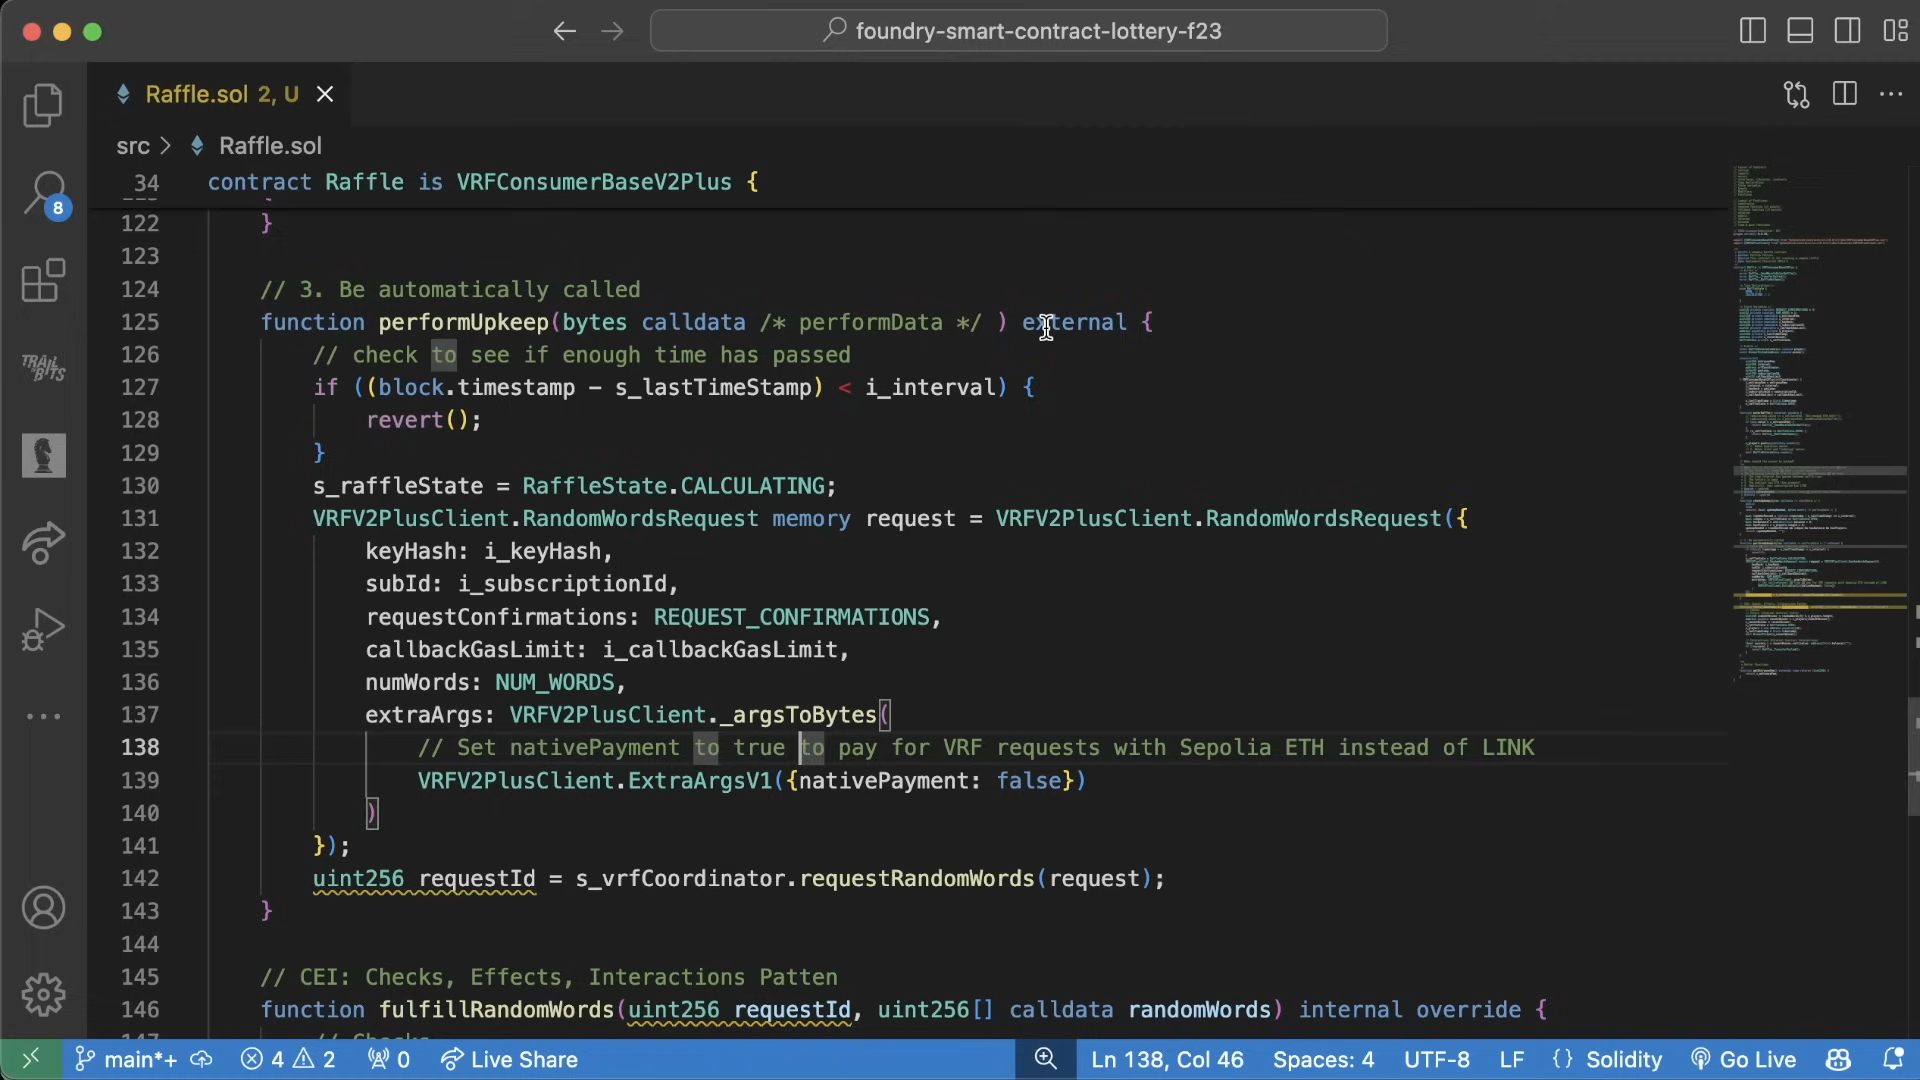 foundry-smart-contract-lottery-f23
Raffle.sol 2, U
src > Raffle.sol
34 contract Raffle is VRFConsumerBaseV2Plus {
122 }
123
124 // 3. Be automatically called
125 function performUpkeep(bytes calldata /* performData */ ) external {
126 // check to see if enough time has passed
127 if ((block.timestamp - s_lastTimeStamp) < i_interval) {
128 revert();
129 }
130 s_raffleState = RaffleState.CALCULATING;
131 VRFV2PlusClient.RandomWordsRequest memory request = VRFV2PlusClient.RandomWordsRequest({
132 keyHash: i_keyHash,
133 subId: i_subscriptionId,
134 requestConfirmations: REQUEST_CONFIRMATIONS,
135 callbackGasLimit: i_callbackGasLimit,
136 numWords: NUM_WORDS,
137 extraArgs: VRFV2PlusClient._argsToBytes(
138 // Set nativePayment to true to pay for VRF requests with Sepolia ETH instead of LINK
139 VRFV2PlusClient.ExtraArgsV1({nativePayment: false})
140 )
141 });
142 uint256 requestId = s_vrfCoordinator.requestRandomWords(request);
143 }
144
145 // CEI: Checks, Effects, Interactions Patten
146 function fulfillRandomWords(uint256 requestId, uint256[] calldata randomWords) internal override {
8
TRAIL OF BITS
main*+ 4 2 0 Live Share Ln 138, Col 46 Spaces: 4 UTF-8 LF {} Solidity Go Live